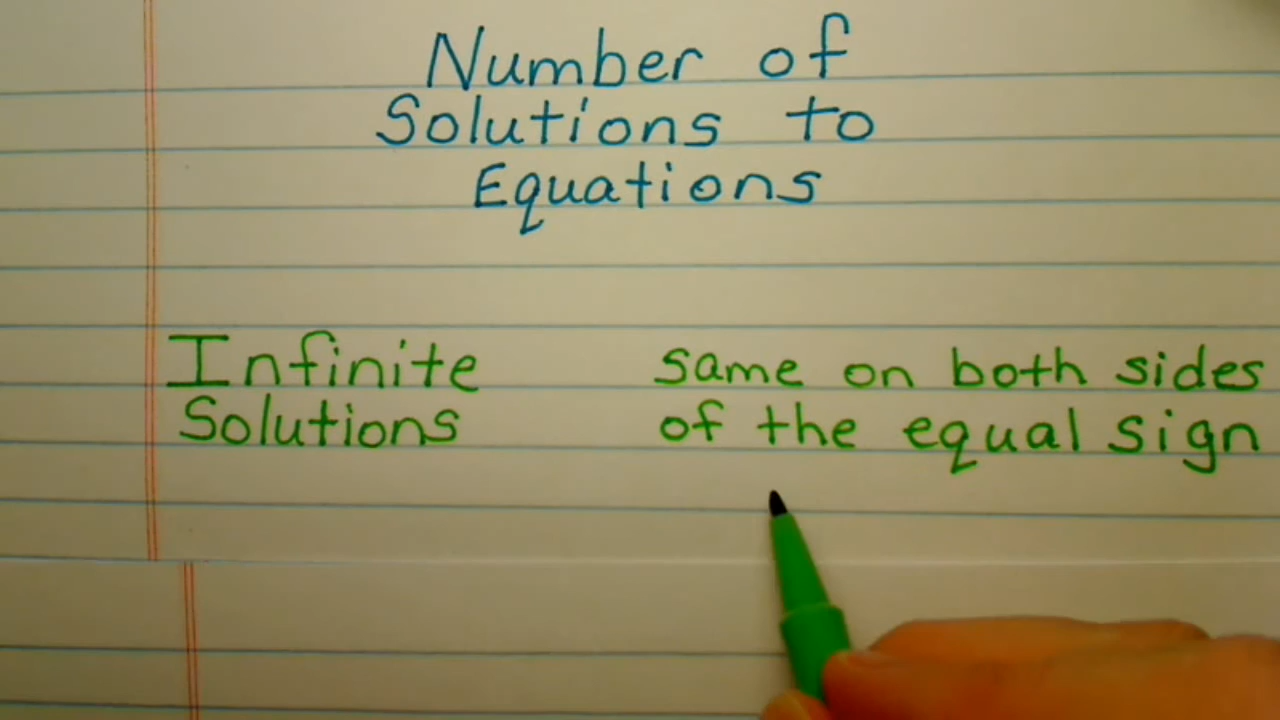 Number of
Solutions to
Equations
Infinite
Solutions
same on both sides
of the equal sign